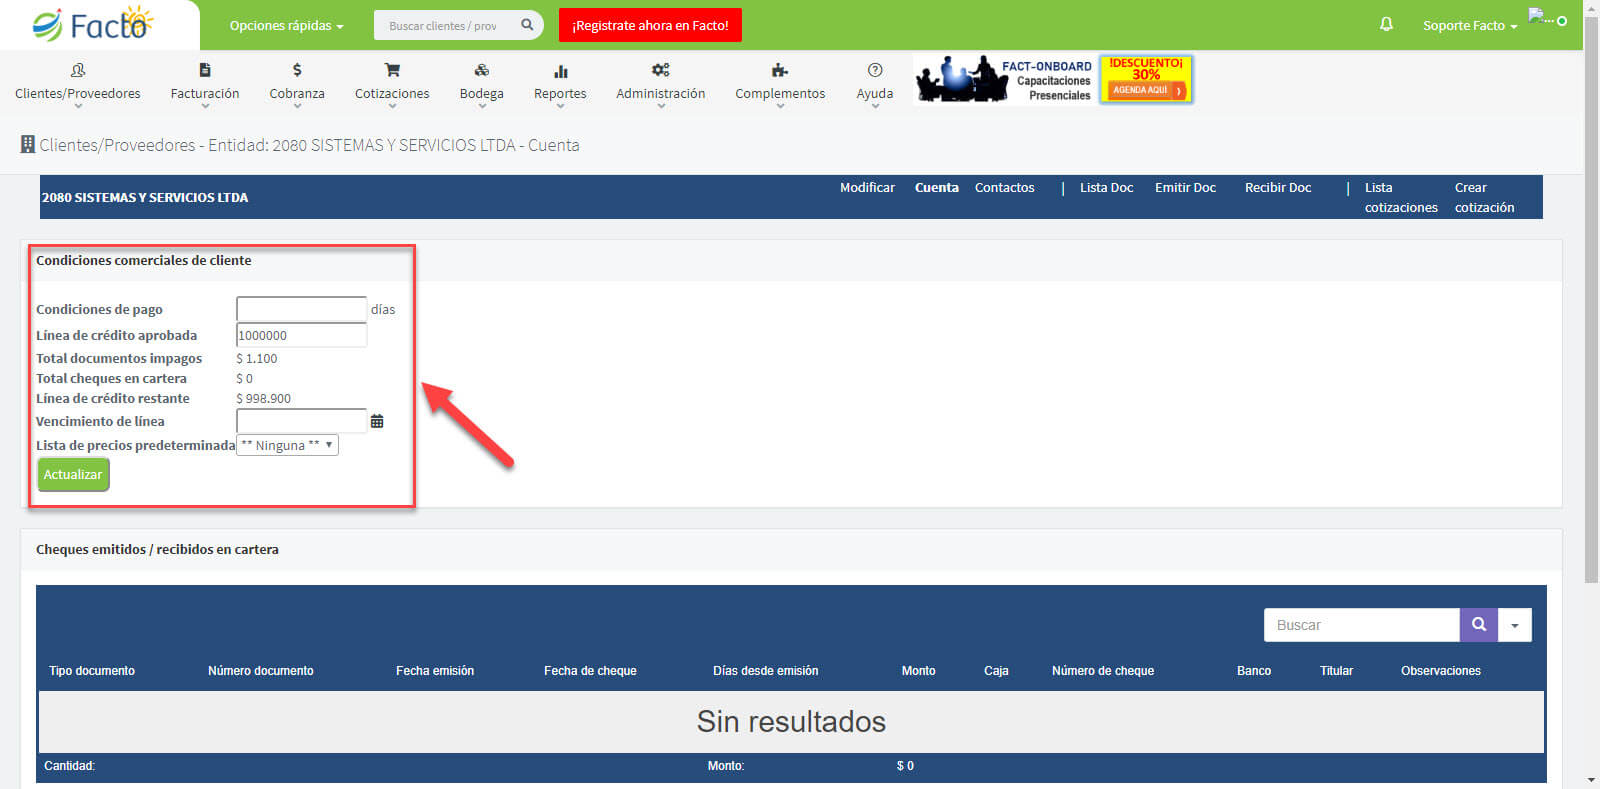 Facto
Opciones rápidas
Buscar clientes / prov
¡Registrate ahora en Facto!
Soporte Facto
...
Clientes/Proveedores
Facturación
Cobranza
Cotizaciones
Bodega
Reportes
Administración
Complementos
Ayuda
FACT-ONBOARD
Capacitaciones
Presenciales
!DESCUENTO¡
30%
AGENDA AQUÍ
Clientes/Proveedores - Entidad: 2080 SISTEMAS Y SERVICIOS LTDA - Cuenta
2080 SISTEMAS Y SERVICIOS LTDA
Modificar
Cuenta
Contactos
|
Lista Doc
Emitir Doc
Recibir Doc
|
Lista
cotizaciones
Crear
cotización
Condiciones comerciales de cliente
Condiciones de pago días
Línea de crédito aprobada 1000000
Total documentos impagos $ 1.100
Total cheques en cartera $ 0
Línea de crédito restante $ 998.900
Vencimiento de línea
Lista de precios predeterminada ** Ninguna **
Actualizar
Cheques emitidos / recibidos en cartera
Buscar
Tipo documento Número documento Fecha emisión Fecha de cheque Días desde emisión Monto Caja Número de cheque Banco Titular Observaciones
Sin resultados
Cantidad: Monto: $ 0